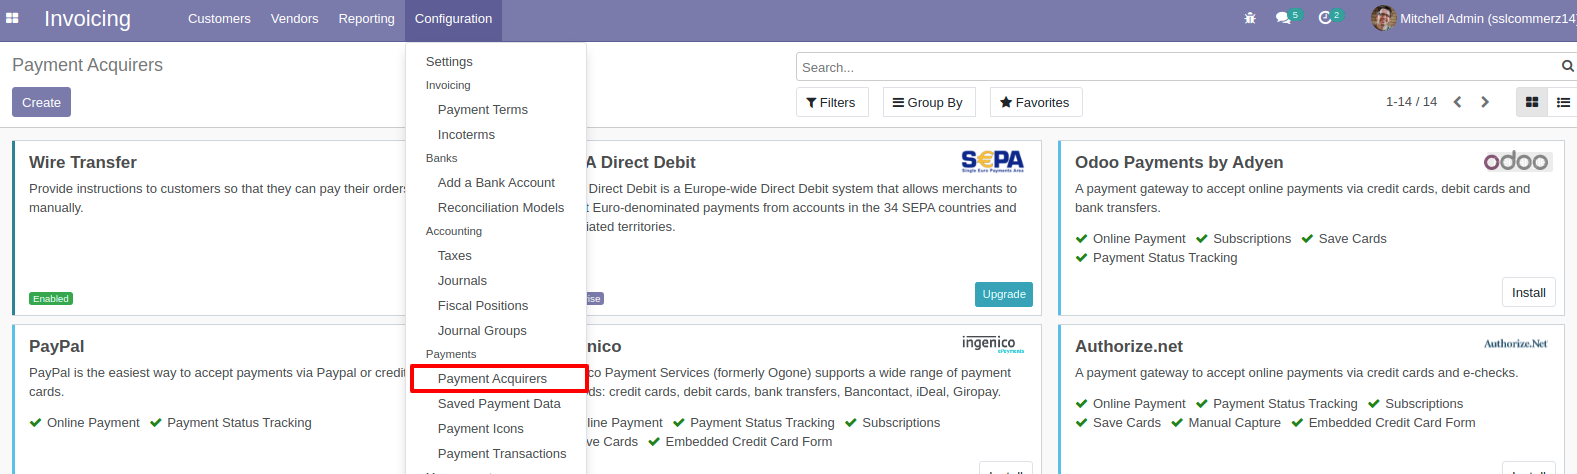 Invoicing
Customers Vendors Reporting Configuration
5 2 Mitchell Admin (sslcommerz14
Payment Acquirers
Create
Search...
Filters Group By Favorites
1-14 / 14
Settings
Invoicing
Payment Terms
Incoterms
Banks
Add a Bank Account
Reconciliation Models
Accounting
Taxes
Journals
Fiscal Positions
Journal Groups
Payments
Payment Acquirers
Saved Payment Data
Payment Icons
Payment Transactions
Wire Transfer
Provide instructions to customers so that they can pay their orders
manually.
Enabled
A Direct Debit
SEPA
Single Euro Payments Area
Direct Debit is a Europe-wide Direct Debit system that allows merchants to
t Euro-denominated payments from accounts in the 34 SEPA countries and
iated territories.
ise
Upgrade
Odoo Payments by Adyen
odoo
A payment gateway to accept online payments via credit cards, debit cards and
bank transfers.
Online Payment Subscriptions Save Cards
Payment Status Tracking
Install
PayPal
PayPal is the easiest way to accept payments via Paypal or credit
cards.
Online Payment Payment Status Tracking
nico
ingenico
ePayments
co Payment Services (formerly Ogone) supports a wide range of payment
ds: credit cards, debit cards, bank transfers, Bancontact, iDeal, Giropay.
line Payment Payment Status Tracking Subscriptions
ve Cards Embedded Credit Card Form
Authorize.net
Authorize.Net
A payment gateway to accept online payments via credit cards and e-checks.
Online Payment Payment Status Tracking Subscriptions
Save Cards Manual Capture Embedded Credit Card Form